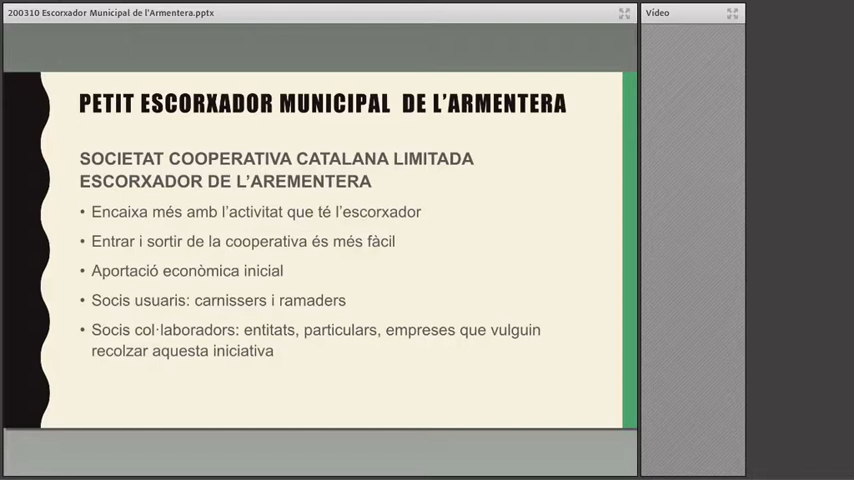 200310 Escorxador Municipal de l'Armentera.pptx
Vídeo
PETIT ESCORXADOR MUNICIPAL DE L'ARMENTERA
SOCIETAT COOPERATIVA CATALANA LIMITADA
ESCORXADOR DE L'AREMENTERA
• Encaixa més amb l'activitat que té l'escorxador
• Entrar i sortir de la cooperativa és més fàcil
• Aportació econòmica inicial
• Socis usuaris: carnissers i ramaders
• Socis col·laboradors: entitats, particulars, empreses que vulguin
recolzar aquesta iniciativa